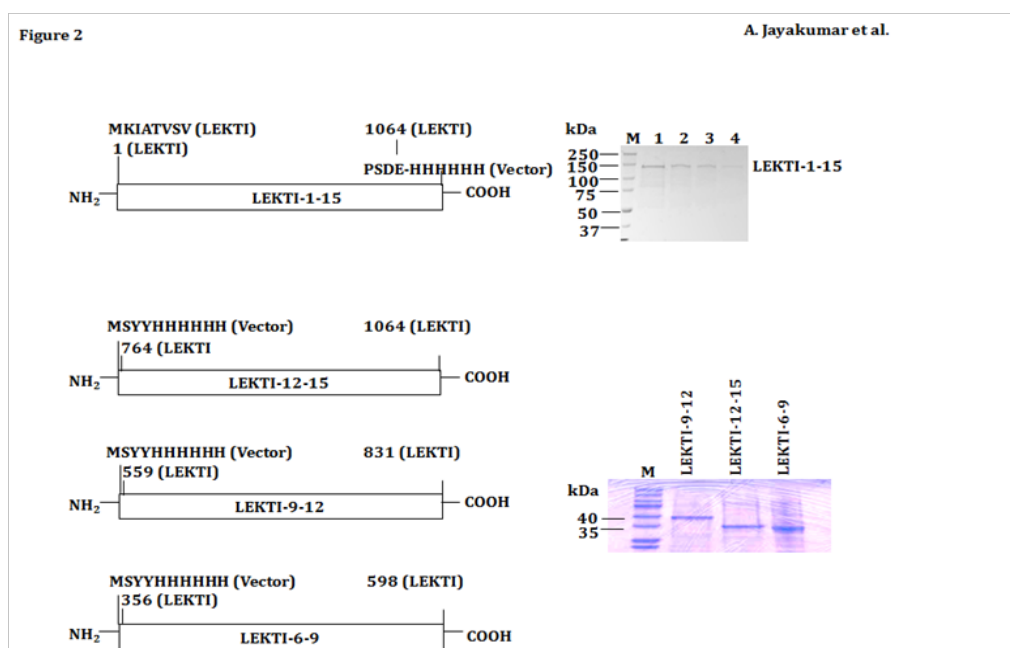 Figure 2
A. Jayakumar et al.
MKIATVSV (LEKTI)
1 (LEKTI)
1064 (LEKTI)
PSDE-HHHHHH (Vector)
NH2
LEKTI-1-15
COOH
kDa
M 1 2 3 4
250
150
100
75
50
37
LEKTI-1-15
MSYYHHHHHH (Vector)
1064 (LEKTI)
764 (LEKTI
NH2
LEKTI-12-15
COOH
MSYYHHHHHH (Vector)
831 (LEKTI)
559 (LEKTI)
NH2
LEKTI-9-12
COOH
M
LEKTI-9-12
LEKTI-12-15
LEKTI-6-9
kDa
40
35
MSYYHHHHHH (Vector)
598 (LEKTI)
356 (LEKTI)
NH2
LEKTI-6-9
COOH